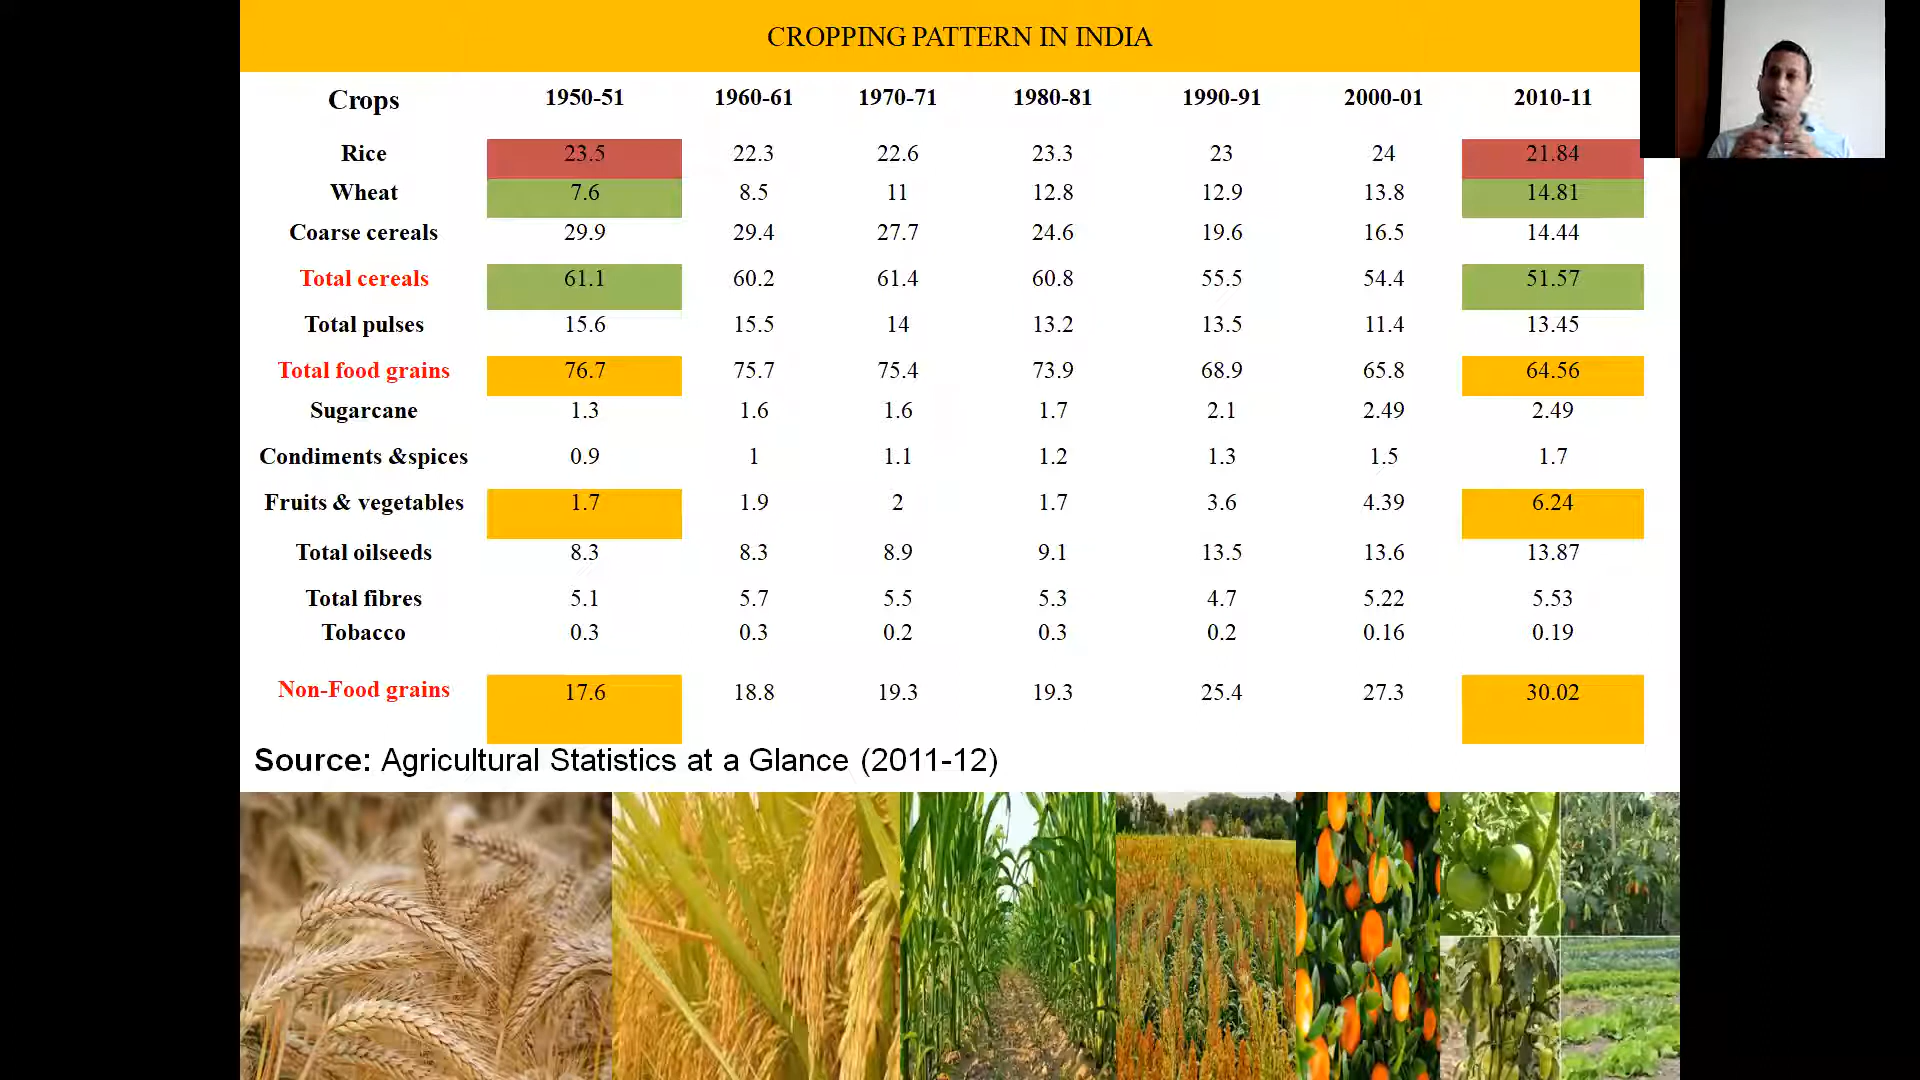 CROPPING PATTERN IN INDIA
Crops 1950-51 1960-61 1970-71 1980-81 1990-91 2000-01 2010-11
Rice 23.5 22.3 22.6 23.3 23 24 21.84
Wheat 7.6 8.5 11 12.8 12.9 13.8 14.81
Coarse cereals 29.9 29.4 27.7 24.6 19.6 16.5 14.44
Total cereals 61.1 60.2 61.4 60.8 55.5 54.4 51.57
Total pulses 15.6 15.5 14 13.2 13.5 11.4 13.45
Total food grains 76.7 75.7 75.4 73.9 68.9 65.8 64.56
Sugarcane 1.3 1.6 1.6 1.7 2.1 2.49 2.49
Condiments &spices 0.9 1 1.1 1.2 1.3 1.5 1.7
Fruits & vegetables 1.7 1.9 2 1.7 3.6 4.39 6.24
Total oilseeds 8.3 8.3 8.9 9.1 13.5 13.6 13.87
Total fibres 5.1 5.7 5.5 5.3 4.7 5.22 5.53
Tobacco 0.3 0.3 0.2 0.3 0.2 0.16 0.19
Non-Food grains 17.6 18.8 19.3 19.3 25.4 27.3 30.02
Source: Agricultural Statistics at a Glance (2011-12)